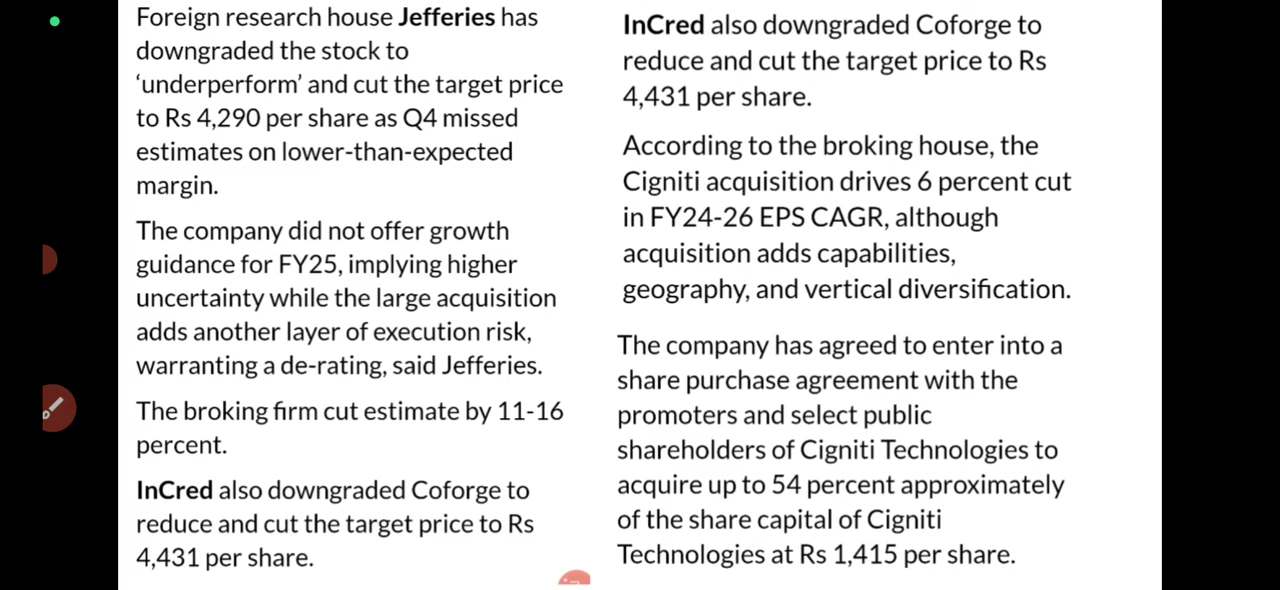 Foreign research house Jefferies has
downgraded the stock to
‘underperform’ and cut the target price
to Rs 4,290 per share as Q4 missed
estimates on lower-than-expected
margin.
The company did not offer growth
guidance for FY25, implying higher
uncertainty while the large acquisition
adds another layer of execution risk,
warranting a de-rating, said Jefferies.
The broking firm cut estimate by 11-16
percent.
InCred also downgraded Coforge to
reduce and cut the target price to Rs
4,431 per share.
InCred also downgraded Coforge to
reduce and cut the target price to Rs
4,431 per share.
According to the broking house, the
Cigniti acquisition drives 6 percent cut
in FY24-26 EPS CAGR, although
acquisition adds capabilities,
geography, and vertical diversification.
The company has agreed to enter into a
share purchase agreement with the
promoters and select public
shareholders of Cigniti Technologies to
acquire up to 54 percent approximately
of the share capital of Cigniti
Technologies at Rs 1,415 per share.